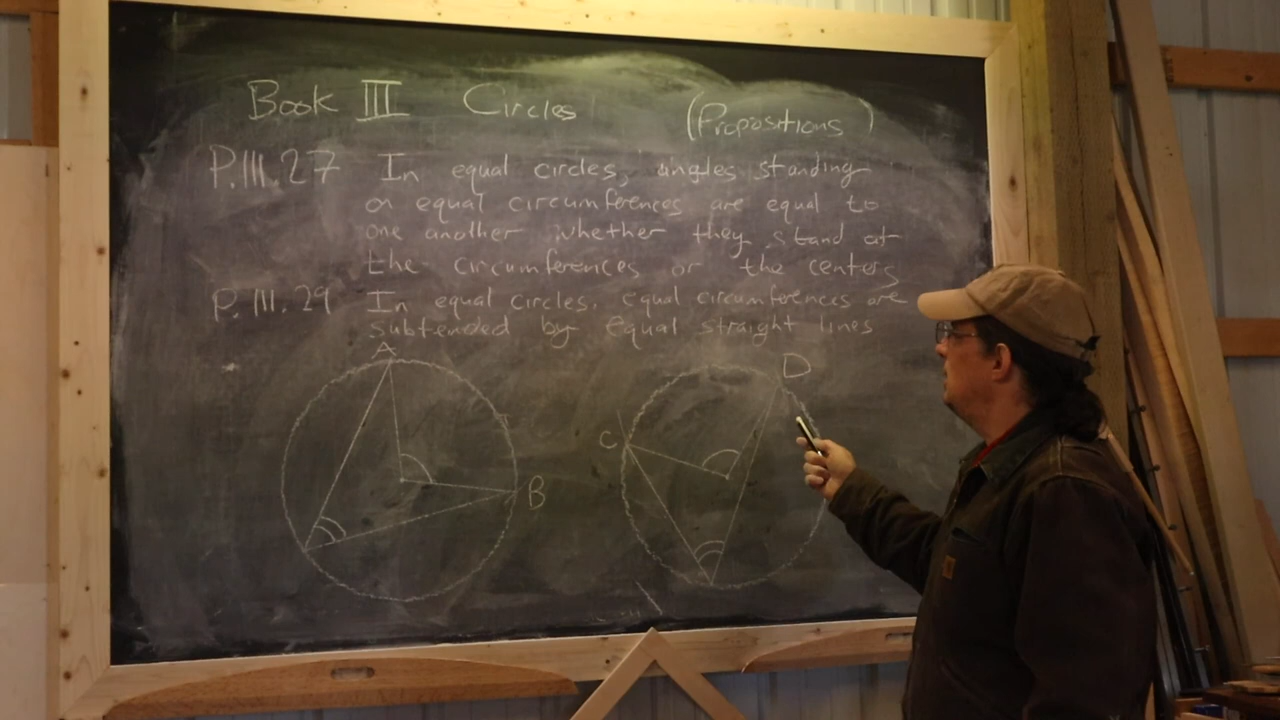 Book III Circles (Propositions)
P.III.27 In equal circles, angles standing
on equal circumferences are equal to
one another whether they stand at
the circumferences or the centers
P.III.29 In equal circles, equal circumferences are
subtended by equal straight lines
A
D
C
B